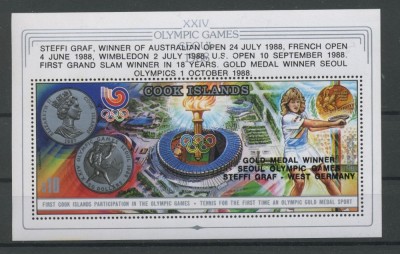 XXIV
OLYMPIC GAMES
STEFFI GRAF, WINNER OF AUSTRALIAN OPEN 24 JULY 1988, FRENCH OPEN
4 JUNE 1988, WIMBLEDON 2 JULY 1988, U.S. OPEN 10 SEPTEMBER 1988.
FIRST GRAND SLAM WINNER IN 18 YEARS. GOLD MEDAL WINNER SEOUL
OLYMPICS 1 OCTOBER 1988.
COOK ISLANDS
GOLD MEDAL WINNER
SEOUL OLYMPIC GAMES
STEFFI GRAF - WEST GERMANY
FIRST COOK ISLANDS PARTICIPATION IN THE OLYMPIC GAMES - TENNIS FOR THE FIRST TIME AN OLYMPIC GOLD MEDAL SPORT